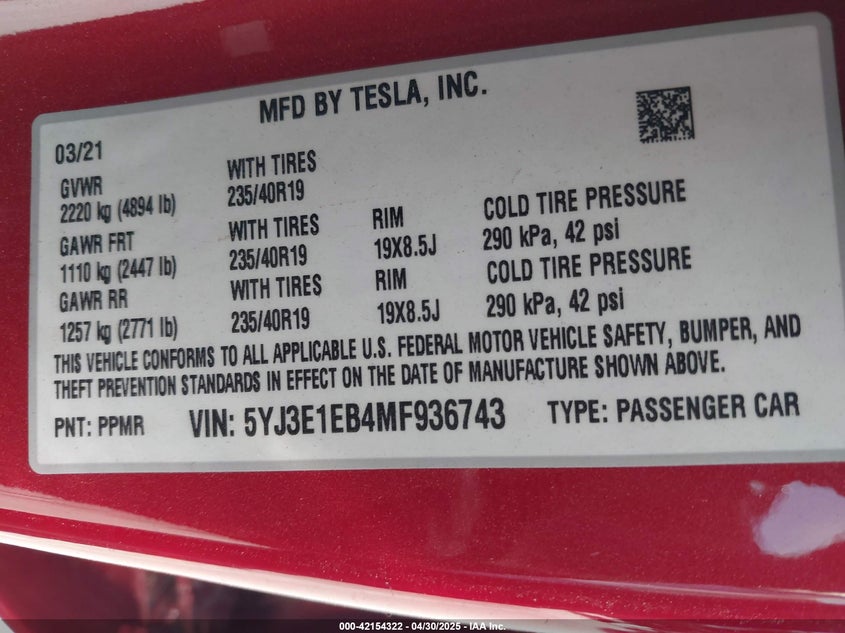 MFD BY TESLA, INC.
03/21
GVWR
2220 kg (4894 lb)
WITH TIRES
235/40R19
GAWR FRT
1110 kg (2447 lb)
WITH TIRES
235/40R19
RIM
19X8.5J
COLD TIRE PRESSURE
290 kPa, 42 psi
GAWR RR
1257 kg (2771 lb)
WITH TIRES
235/40R19
RIM
19X8.5J
COLD TIRE PRESSURE
290 kPa, 42 psi
THIS VEHICLE CONFORMS TO ALL APPLICABLE U.S. FEDERAL MOTOR VEHICLE SAFETY, BUMPER, AND
THEFT PREVENTION STANDARDS IN EFFECT ON THE DATE OF MANUFACTURE SHOWN ABOVE.
PNT: PPMR VIN: 5YJ3E1EB4MF936743 TYPE: PASSENGER CAR
000-42154322 - 04/30/2025 - IAA Inc.